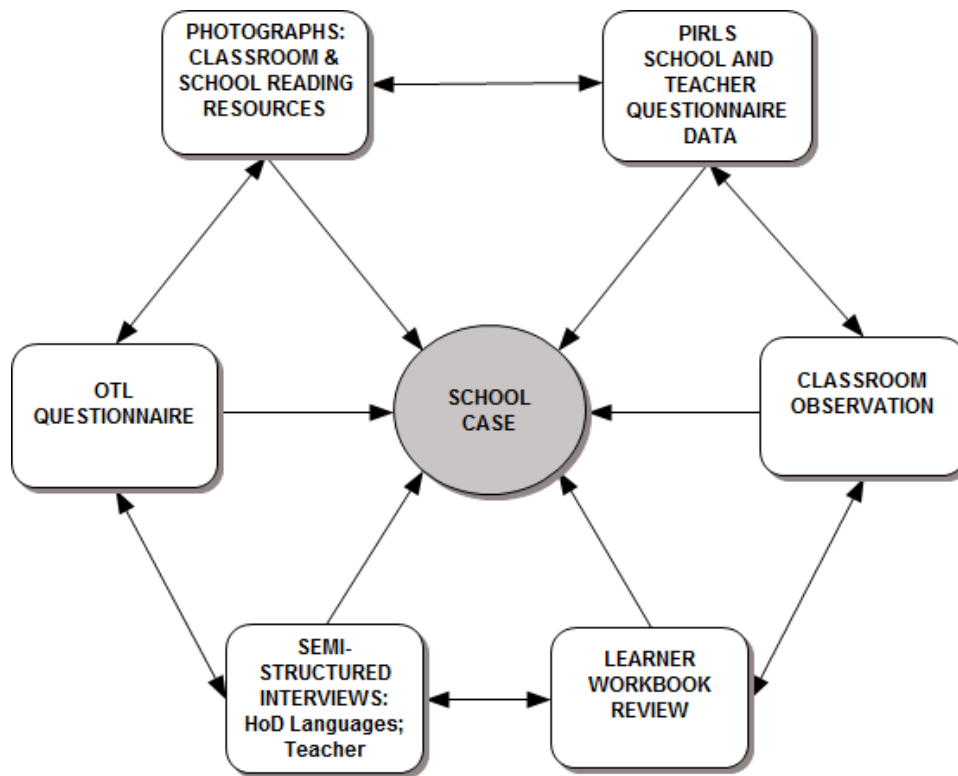 PHOTOGRAPHS:
CLASSROOM &
SCHOOL READING
RESOURCES
PIRLS
SCHOOL AND
TEACHER
QUESTIONNAIRE
DATA
OTL
QUESTIONNAIRE
SCHOOL
CASE
CLASSROOM
OBSERVATION
SEMI-
STRUCTURED
INTERVIEWS:
HoD Languages;
Teacher
LEARNER
WORKBOOK
REVIEW